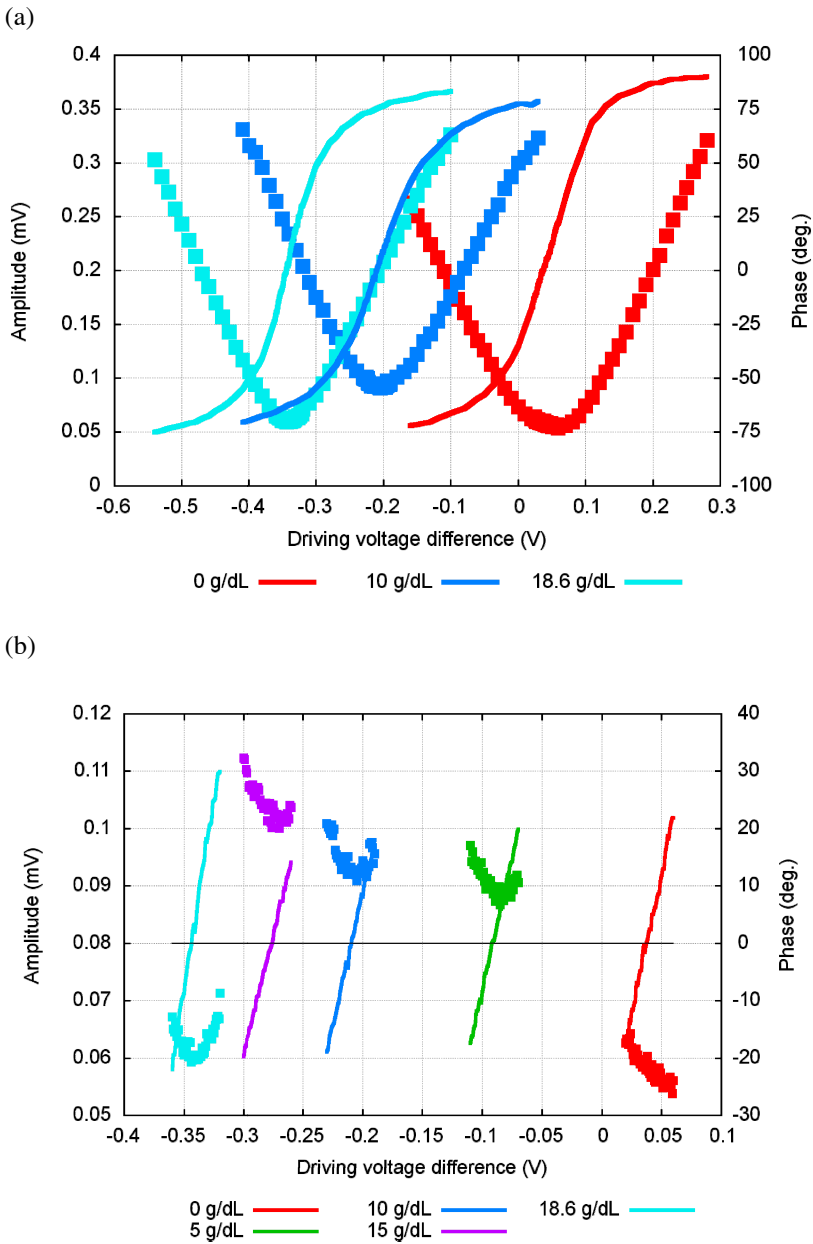 (a)
0.4
0.35
0.3
0.25
0.2
0.15
0.1
0.05
0
Amplitude (mV)
100
75
50
25
0
-25
-50
-75
-100
Phase (deg.)
-0.6 -0.5 -0.4 -0.3 -0.2 -0.1 0 0.1 0.2 0.3
Driving voltage difference (V)
0 g/dL 10 g/dL 18.6 g/dL
(b)
0.12
0.11
0.1
0.09
0.08
0.07
0.06
0.05
Amplitude (mV)
40
30
20
10
0
-10
-20
-30
Phase (deg.)
-0.4 -0.35 -0.3 -0.25 -0.2 -0.15 -0.1 -0.05 0 0.05 0.1
Driving voltage difference (V)
0 g/dL 10 g/dL 18.6 g/dL
5 g/dL 15 g/dL